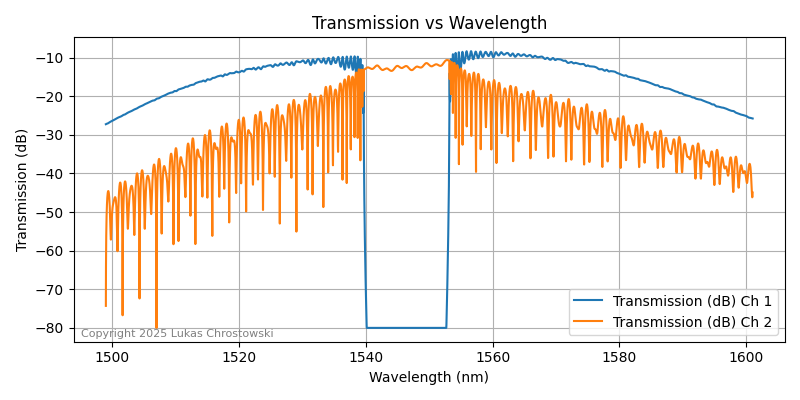 Transmission vs Wavelength
Transmission (dB)
−10
−20
−30
−40
−50
−60
−70
−80
Copyright 2025 Lukas Chrostowski
Transmission (dB) Ch 1
Transmission (dB) Ch 2
1500
1520
1540
1560
1580
1600
Wavelength (nm)